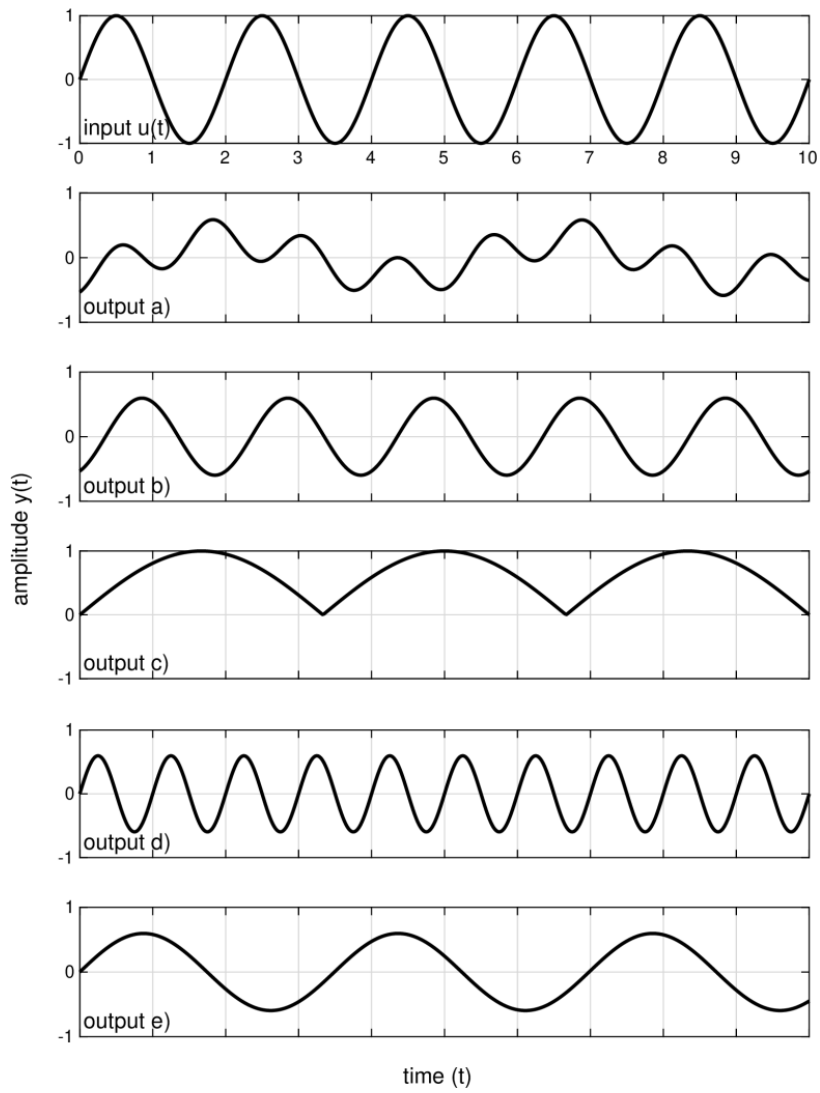 1
0
-1
input u(t)
0 1 2 3 4 5 6 7 8 9 10
1
0
-1
output a)
1
0
-1
output b)
amplitude y(t)
1
0
-1
output c)
1
0
-1
output d)
1
0
-1
output e)
time (t)